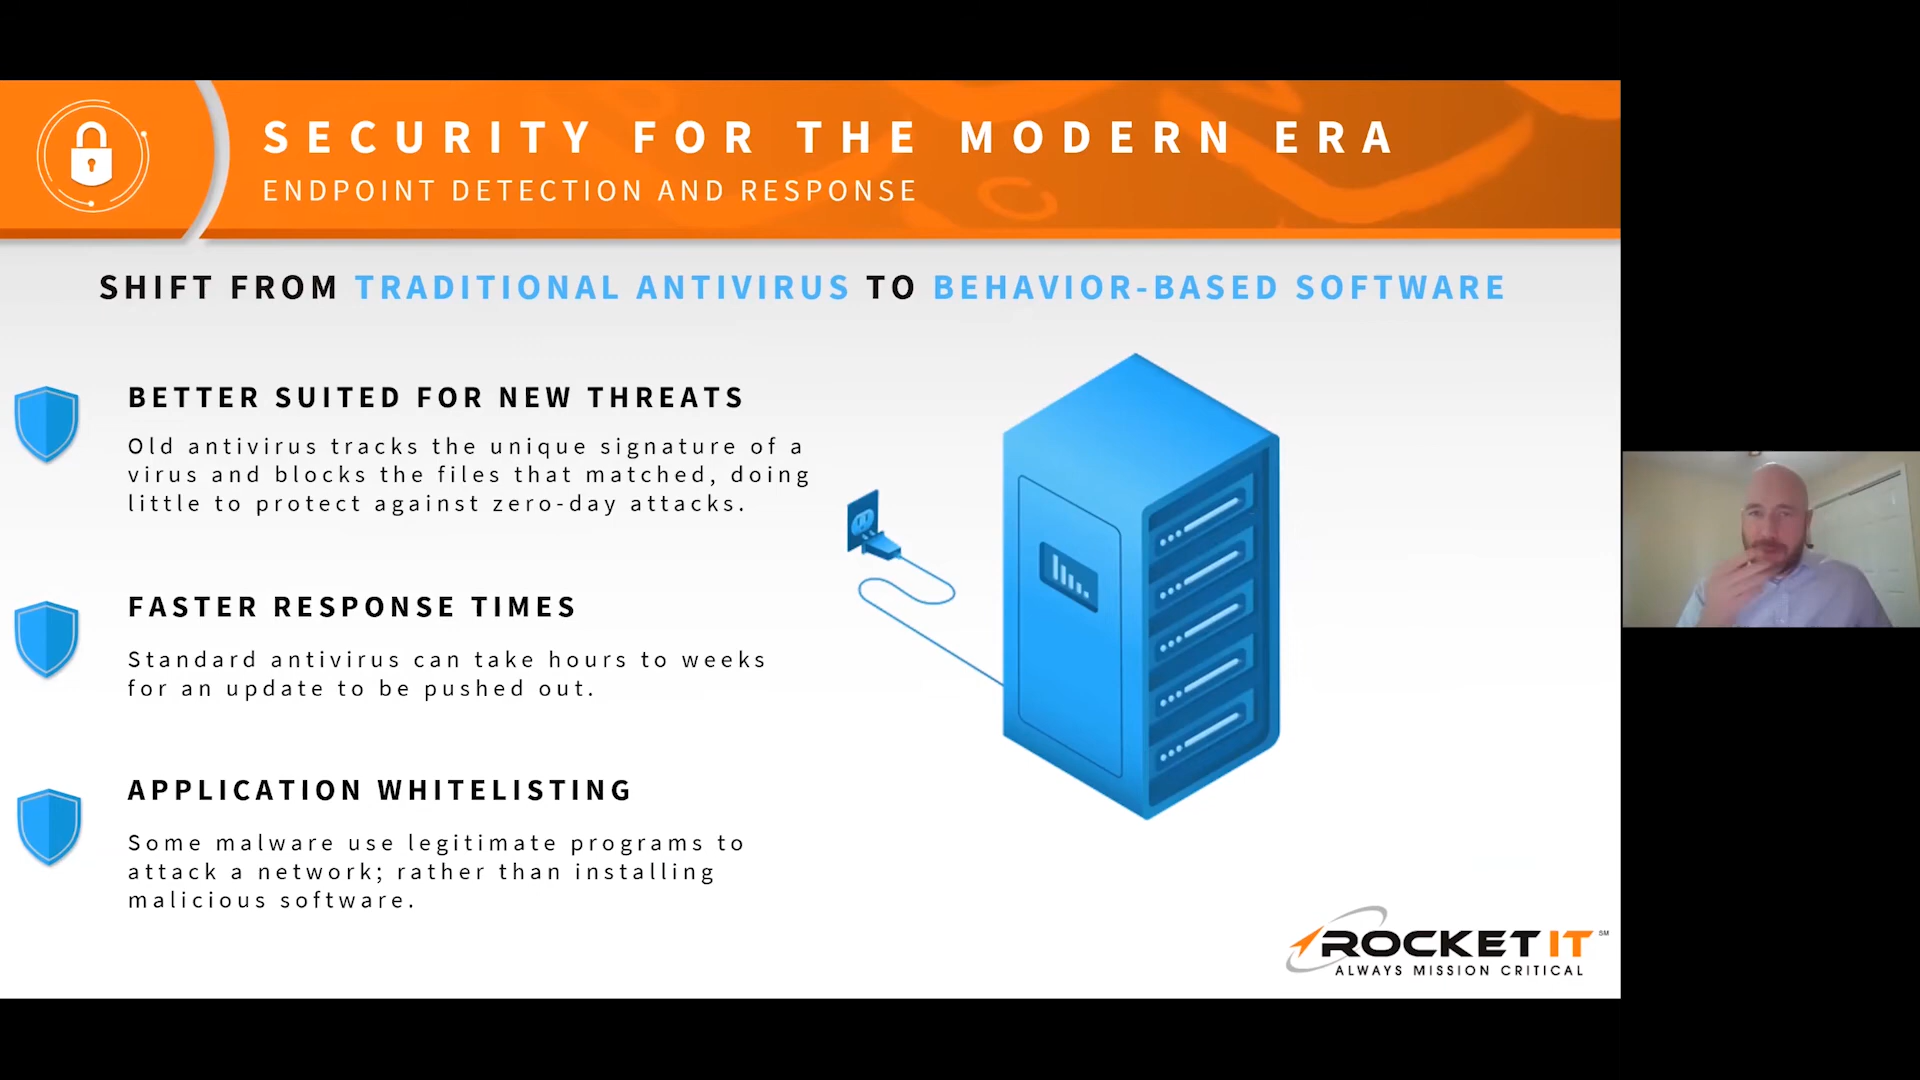 SECURITY FOR THE MODERN ERA
ENDPOINT DETECTION AND RESPONSE
SHIFT FROM TRADITIONAL ANTIVIRUS TO BEHAVIOR-BASED SOFTWARE
BETTER SUITED FOR NEW THREATS
Old antivirus tracks the unique signature of a
virus and blocks the files that matched, doing
little to protect against zero-day attacks.
FASTER RESPONSE TIMES
Standard antivirus can take hours to weeks
for an update to be pushed out.
APPLICATION WHITELISTING
Some malware use legitimate programs to
attack a network; rather than installing
malicious software.
ROCKET IT SM
ALWAYS MISSION CRITICAL